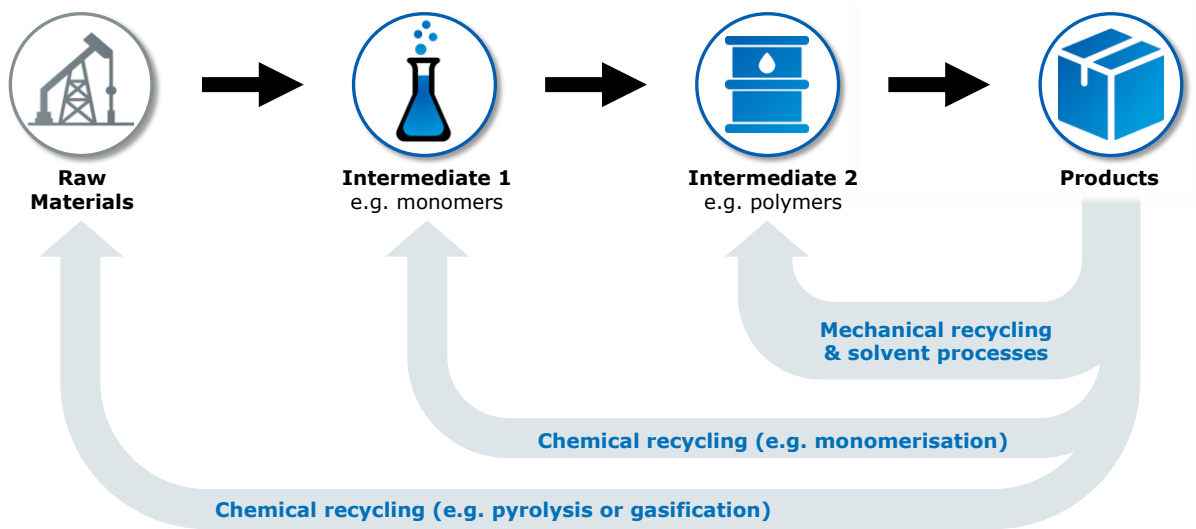 Raw
Materials
Intermediate 1
e.g. monomers
Intermediate 2
e.g. polymers
Products
Mechanical recycling
& solvent processes
Chemical recycling (e.g. monomerisation)
Chemical recycling (e.g. pyrolysis or gasification)